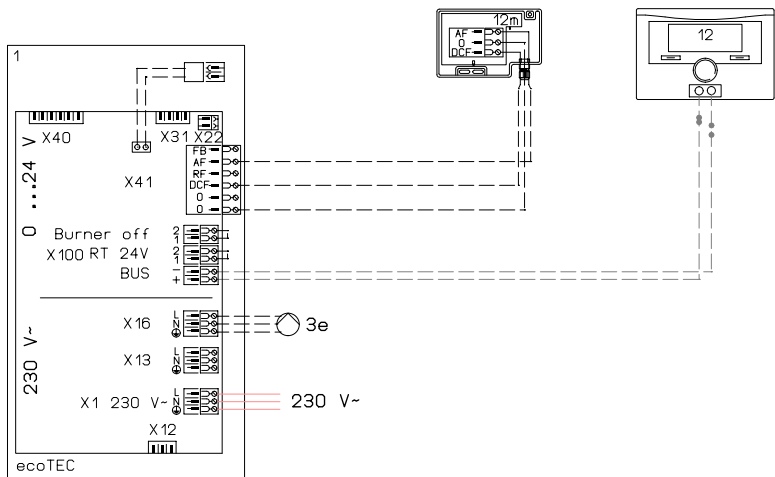 1
X40
X31 X22
0 ...24 V
X41
FB
AF
RF
DCF
0
0
Burner off
2
1
X100 RT 24V
2
1
BUS
−
+
230 V~
X16
L
N
3e
X13
L
N
X1 230 V~
L
N
230 V~
X12
ecoTEC
12m
AF
0
DCF
12